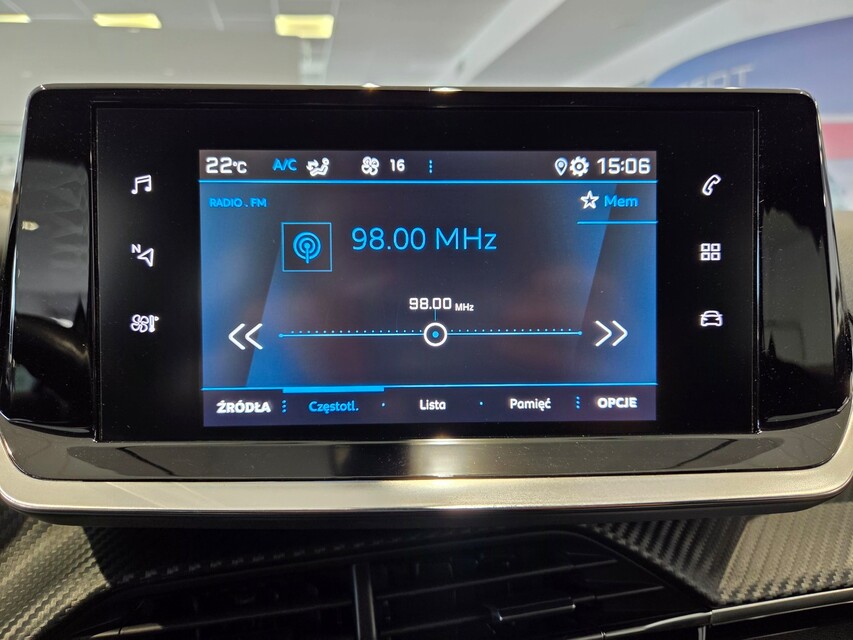 22°C A/C 16 15:06
RADIO . FM Mem
98.00 MHz
98.00 MHz
ŹRÓDŁA Częstotl. Lista Pamięć OPCJE
N